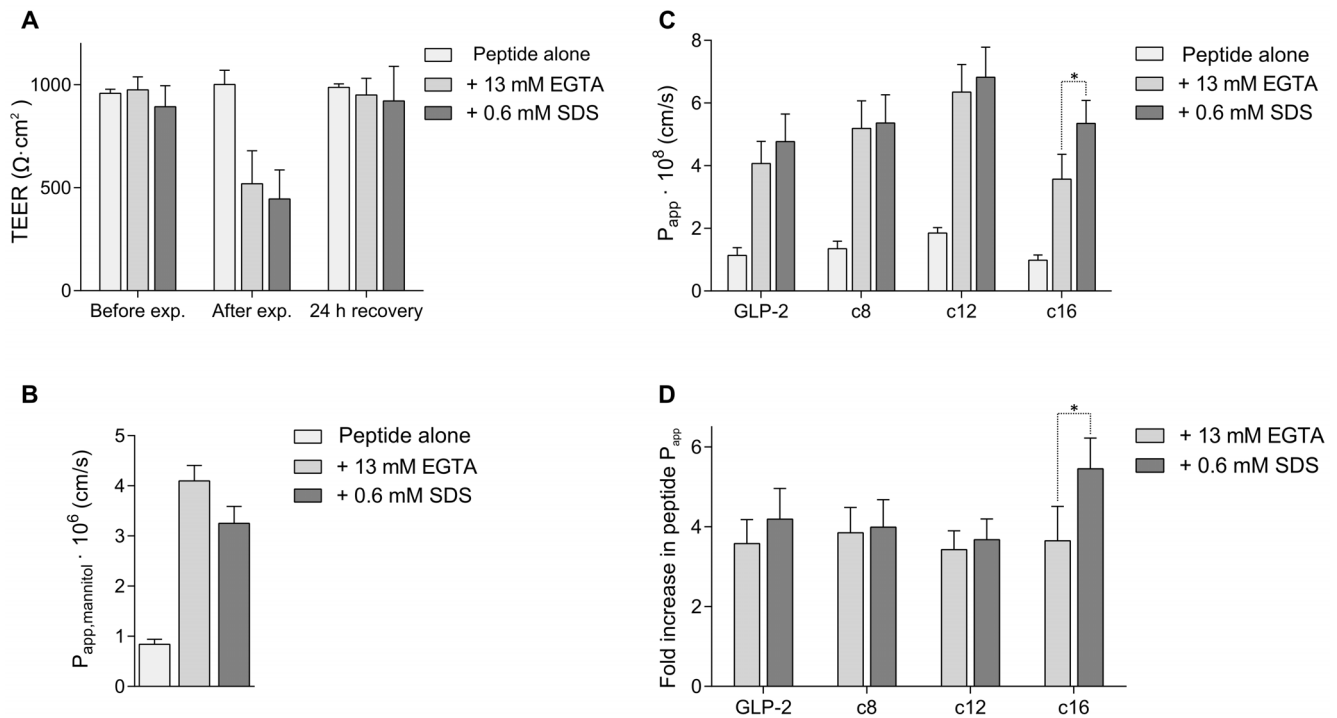 A
TEER (Ω·cm²)
1000
500
0
Before exp.
After exp.
24 h recovery
Peptide alone
+ 13 mM EGTA
+ 0.6 mM SDS
C
Papp · 10⁸ (cm/s)
8
6
4
2
0
*
GLP-2
c8
c12
c16
Peptide alone
+ 13 mM EGTA
+ 0.6 mM SDS
B
Papp,mannitol · 10⁶ (cm/s)
5
4
3
2
1
0
Peptide alone
+ 13 mM EGTA
+ 0.6 mM SDS
D
Fold increase in peptide Papp
6
4
2
0
*
GLP-2
c8
c12
c16
+ 13 mM EGTA
+ 0.6 mM SDS